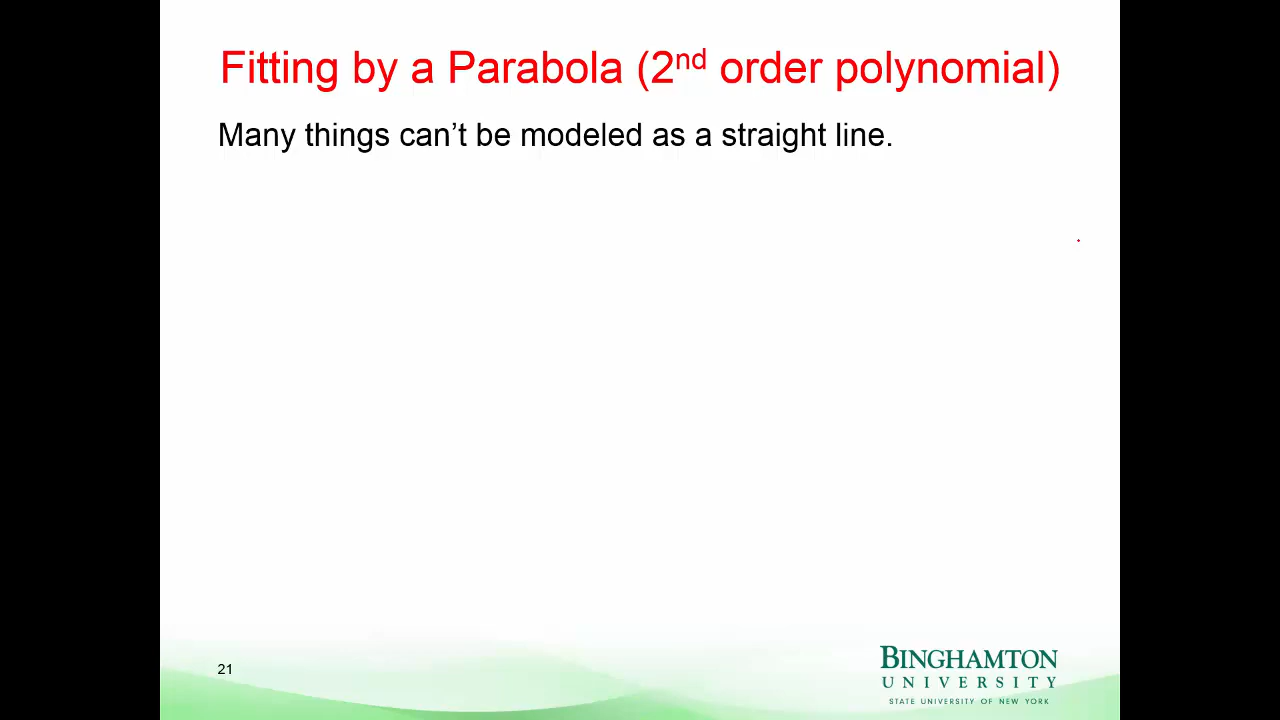 Fitting by a Parabola (2nd order polynomial)
Many things can’t be modeled as a straight line.
21
BINGHAMTON
UNIVERSITY
STATE UNIVERSITY OF NEW YORK